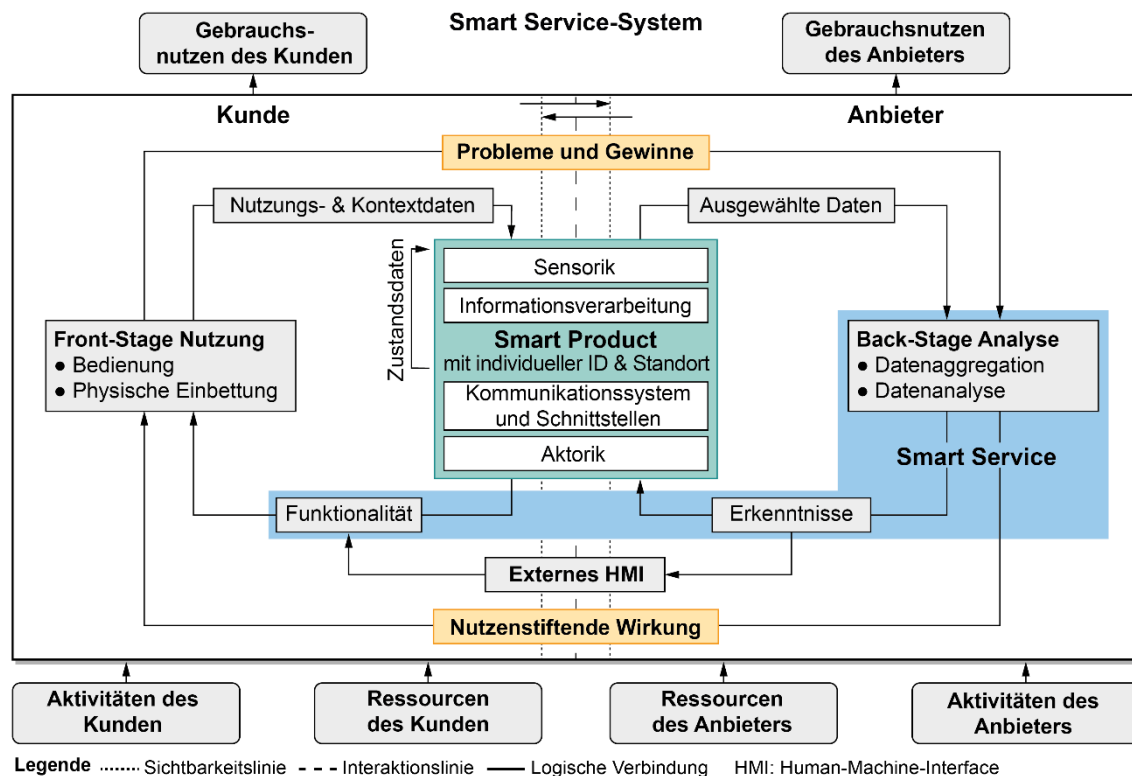 Smart Service-System
Gebrauchs-
nutzen des Kunden
Gebrauchsnutzen
des Anbieters
Kunde
Anbieter
Probleme und Gewinne
Nutzungs- & Kontextdaten
Ausgewählte Daten
Zustandsdaten
Sensorik
Informationsverarbeitung
Smart Product
mit individueller ID & Standort
Kommunikationssystem
und Schnittstellen
Aktorik
Front-Stage Nutzung
● Bedienung
● Physische Einbettung
Back-Stage Analyse
● Datenaggregation
● Datenanalyse
Smart Service
Funktionalität
Erkenntnisse
Externes HMI
Nutzenstiftende Wirkung
Aktivitäten des
Kunden
Ressourcen
des Kunden
Ressourcen
des Anbieters
Aktivitäten des
Anbieters
Legende Sichtbarkeitslinie Interaktionslinie Logische Verbindung HMI: Human-Machine-Interface